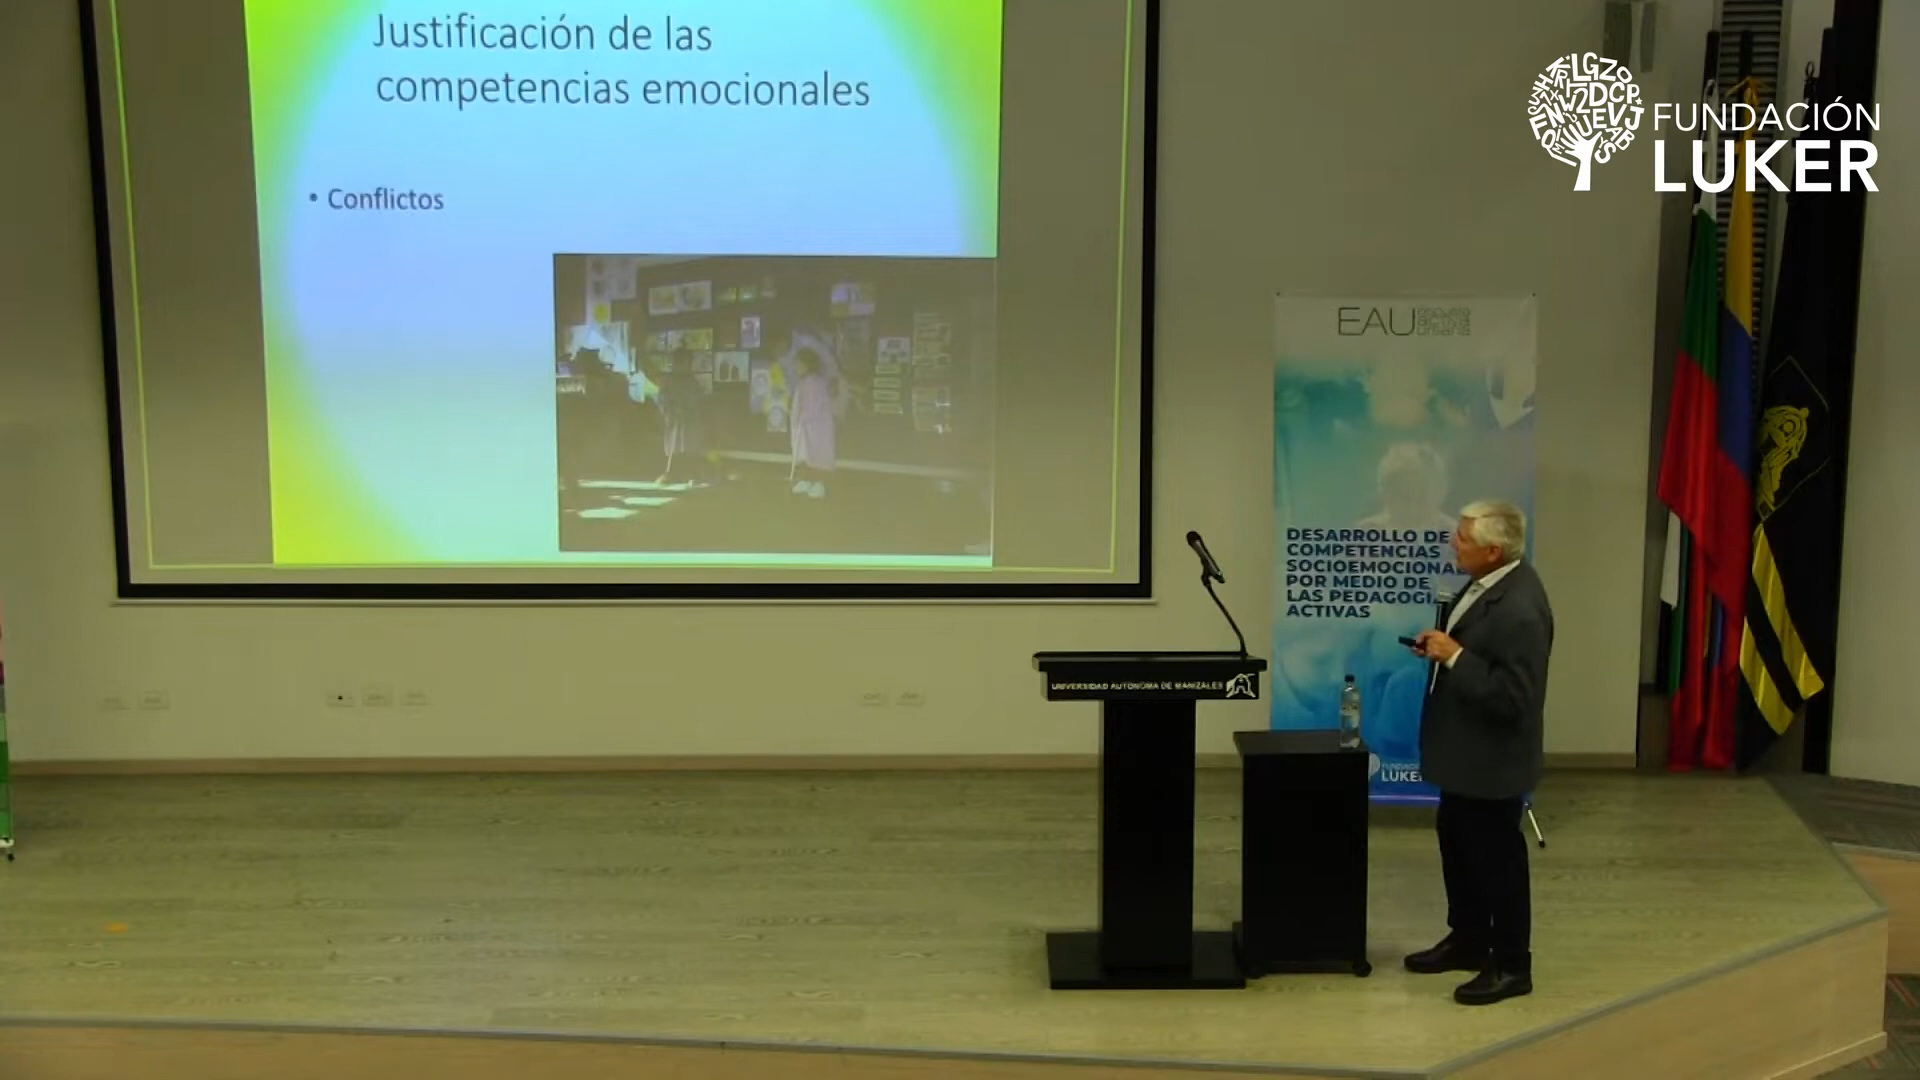 Justificación de las
competencias emocionales
• Conflictos
FUNDACIÓN
LUKER
EAU
DESARROLLO DE
COMPETENCIAS
POR MEDIO DE
ACTIVAS
UNIVERSIDAD AUTÓNOMA DE MANIZALES